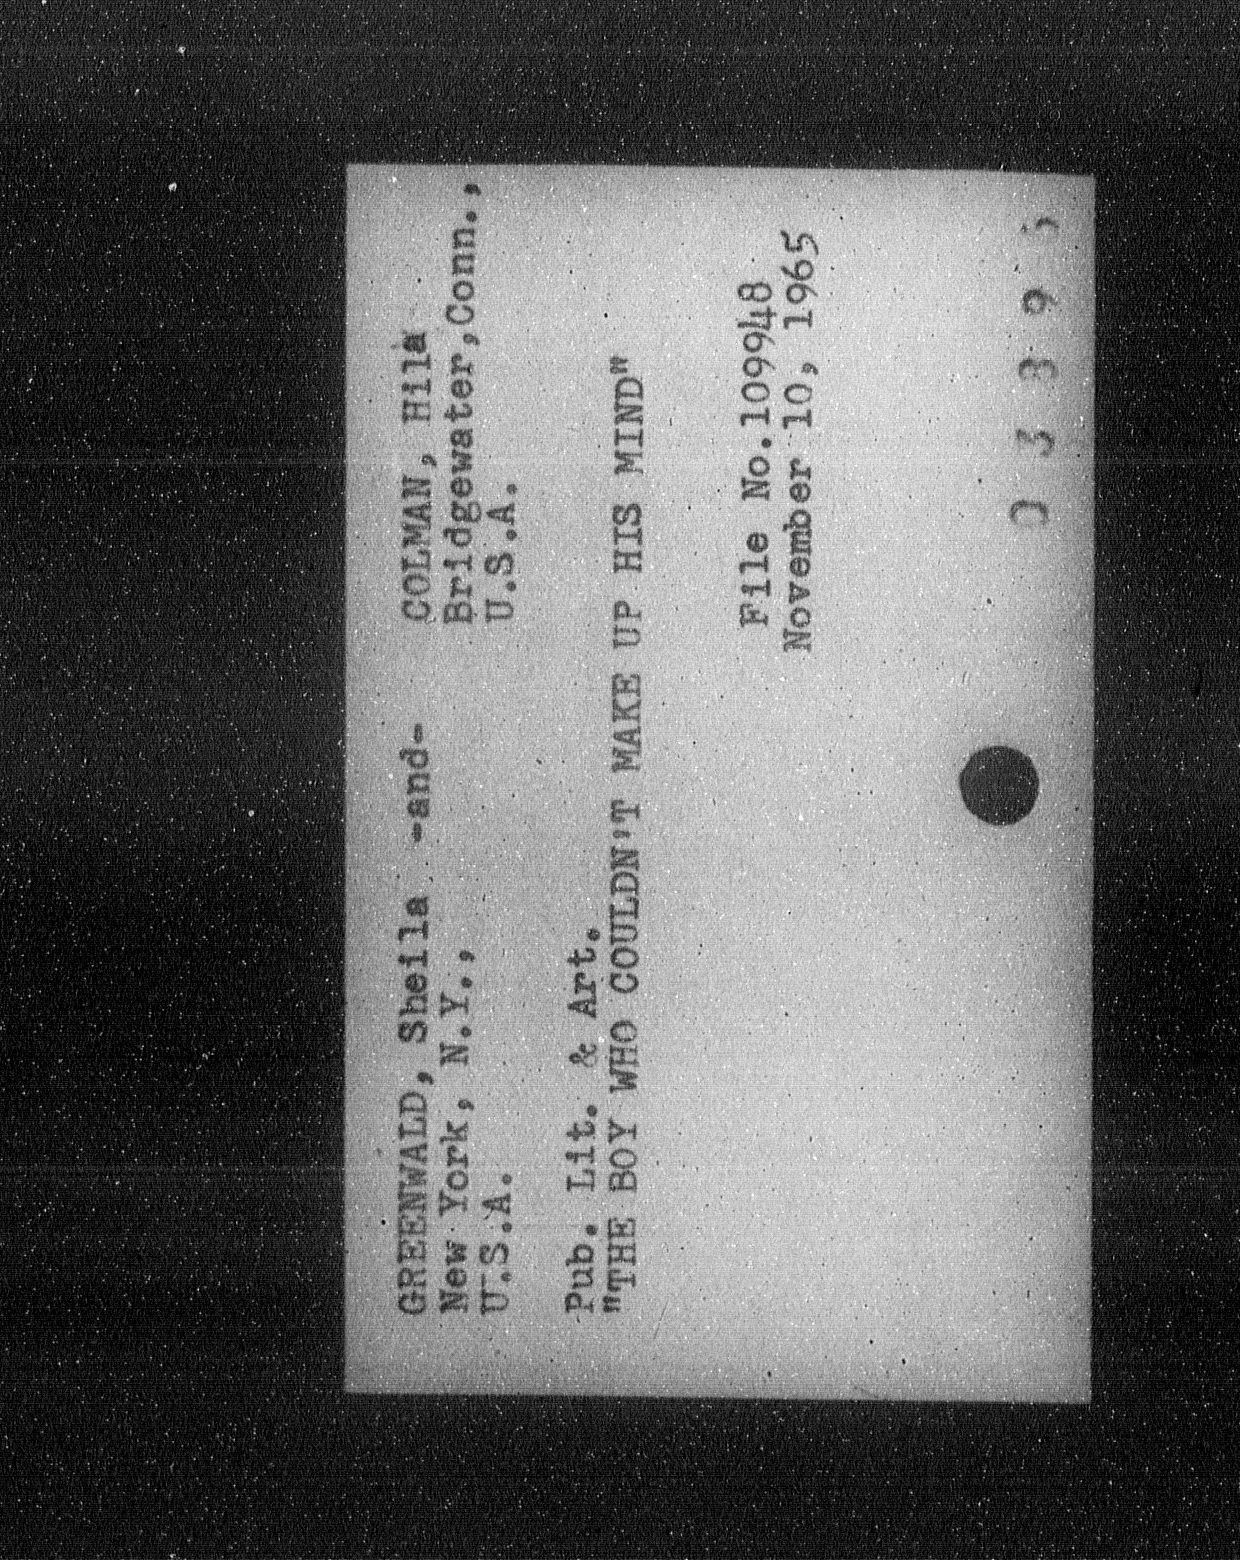 GREENWALD, Sheila -and- COLMAN, Hila
New York, N.Y., Bridgewater,Conn.,
U.S.A. U.S.A.
Pub. Lit. & Art.
"THE BOY WHO COULDN'T MAKE UP HIS MIND"
File No.109948
November 10, 1965